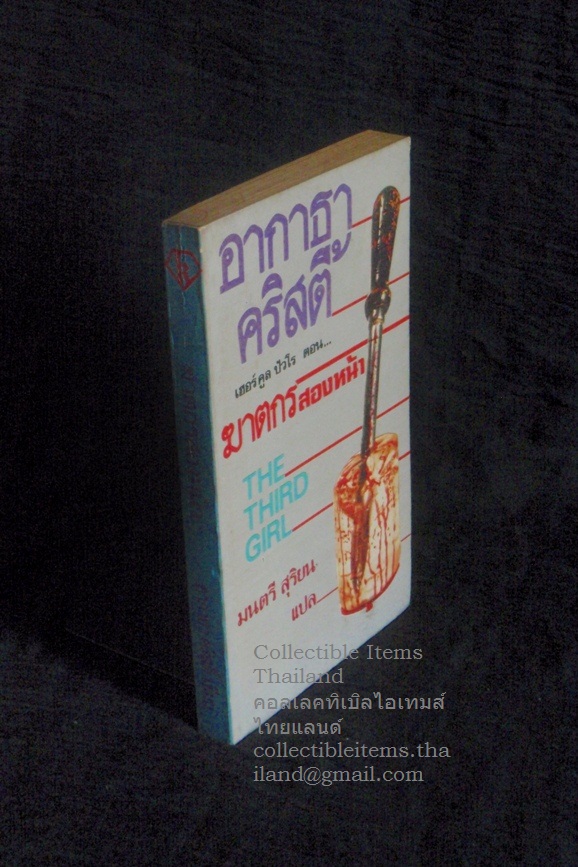 อากาธา
คริสตี้
เฮอร์คูล ปัวโร ตอน...
ฆาตกรสองหน้า
THE
THIRD
GIRL
มนตรี สุริยน
แปล
Collectible Items
Thailand
คอลเลคทิเบิลไอเทมส์
ไทยแลนด์
collectibleitems.tha
iland@gmail.com